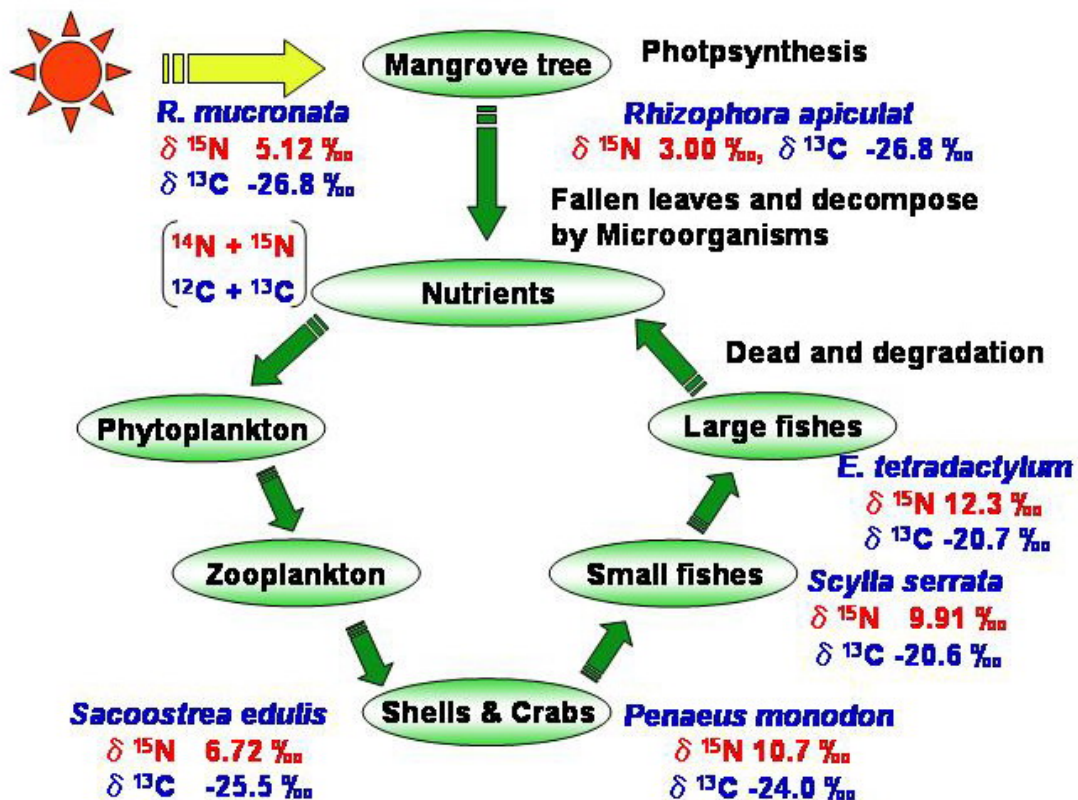 Mangrove tree
Photpsynthesis
R. mucronata
δ ¹⁵N 5.12 ‰
δ ¹³C -26.8 ‰
Rhizophora apiculat
δ ¹⁵N 3.00 ‰, δ ¹³C -26.8 ‰
Fallen leaves and decompose
by Microorganisms
¹⁴N + ¹⁵N
¹²C + ¹³C
Nutrients
Dead and degradation
Phytoplankton
Large fishes
E. tetradactylum
δ ¹⁵N 12.3 ‰
δ ¹³C -20.7 ‰
Zooplankton
Small fishes
Scylla serrata
δ ¹⁵N 9.91 ‰
δ ¹³C -20.6 ‰
Shells & Crabs
Sacoostrea edulis
δ ¹⁵N 6.72 ‰
δ ¹³C -25.5 ‰
Penaeus monodon
δ ¹⁵N 10.7 ‰
δ ¹³C -24.0 ‰